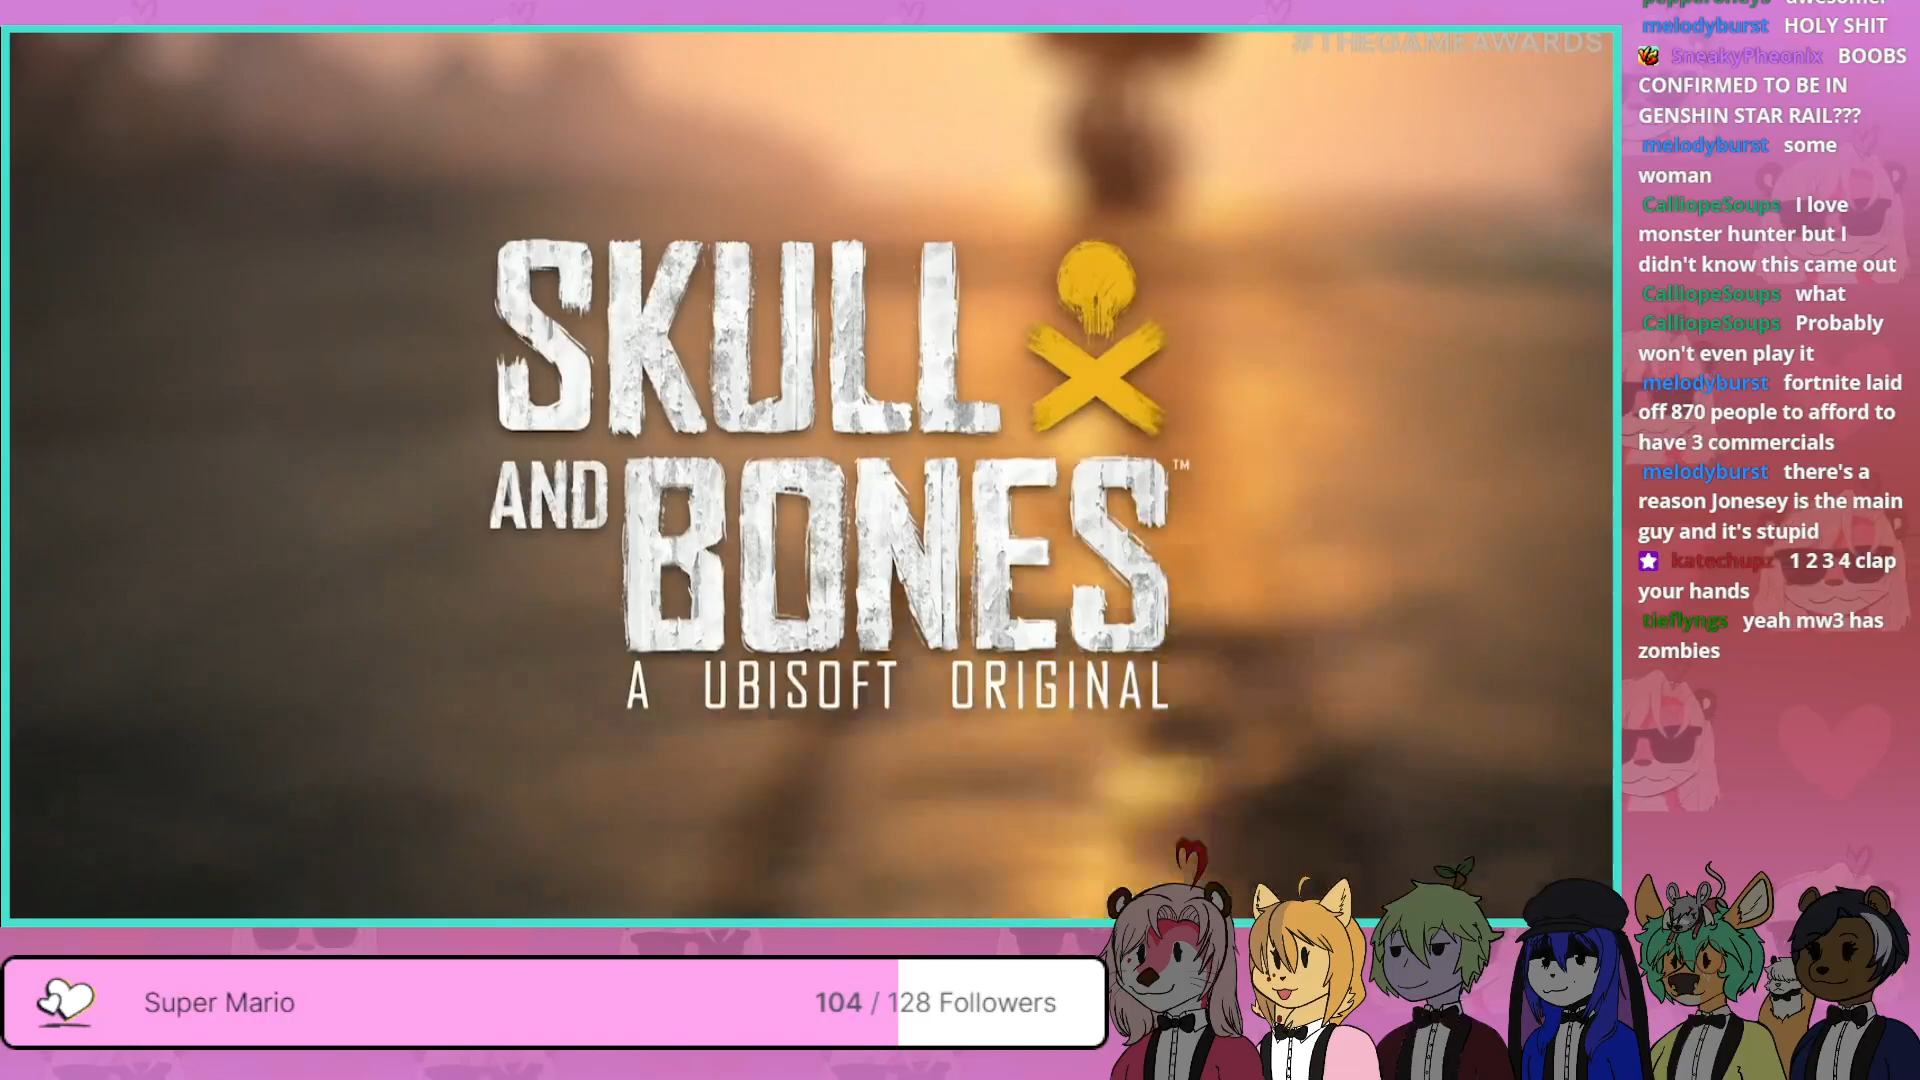 #THEGAMEAWARDS
SKULL
AND BONES™
A UBISOFT ORIGINAL
awesome!
melodyburst HOLY SHIT
SneakyPheonix BOOBS
CONFIRMED TO BE IN
GENSHIN STAR RAIL???
melodyburst some
woman
CalliopeSoups I love
monster hunter but I
didn't know this came out
CalliopeSoups what
CalliopeSoups Probably
won't even play it
melodyburst fortnite laid
off 870 people to afford to
have 3 commercials
melodyburst there's a
reason Jonesey is the main
guy and it's stupid
katechupz 1 2 3 4 clap
your hands
tieflyngs yeah mw3 has
zombies
Super Mario 104 / 128 Followers